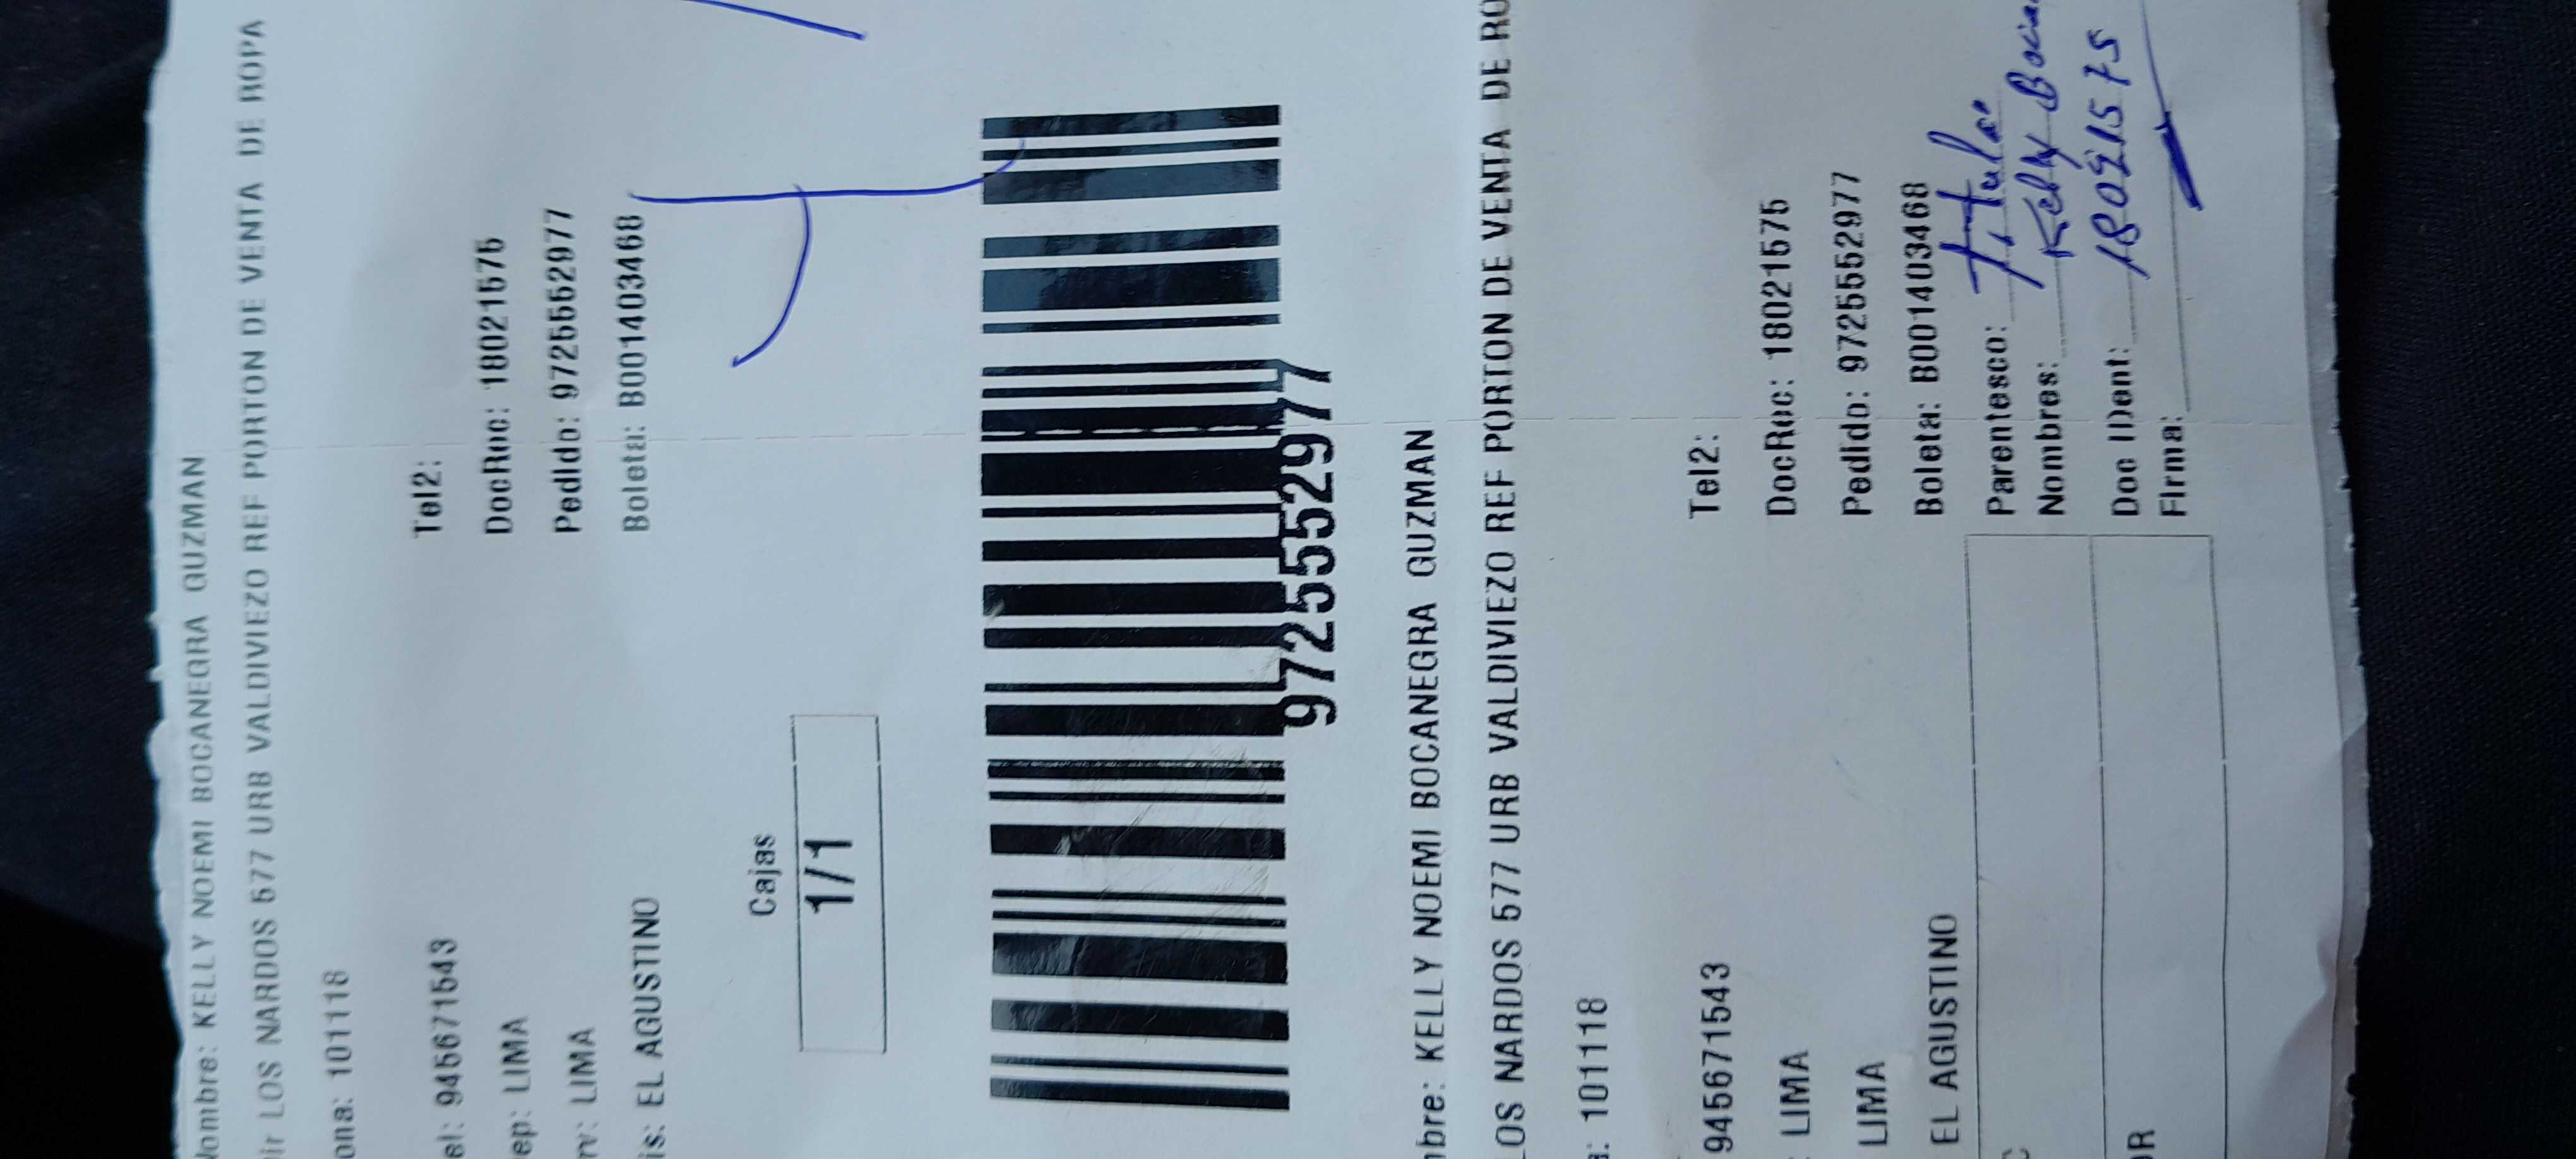 Nombre: KELLY NOEMI BOCANEGRA GUZMAN
Dir LOS NARDOS 577 URB VALDIVIEZO REF PORTON DE VENTA DE ROPA
ona: 101118
el: 945671543 Tel2:
ep: LIMA DocRuc: 18021575
rv: LIMA Pedido: 9725552977
is: EL AGUSTINO Boleta: B001403468
Cajas
1/1
9725552977
mbre: KELLY NOEMI BOCANEGRA GUZMAN
LOS NARDOS 577 URB VALDIVIEZO REF PORTON DE VENTA DE RO
a: 101118
945671543 Tel2:
: LIMA DocRuc: 18021575
LIMA Pedido: 9725552977
EL AGUSTINO Boleta: B001403468
Parentesco: Titular
Nombres: Kelly
OR Doc IDent: 18021575
Firma: